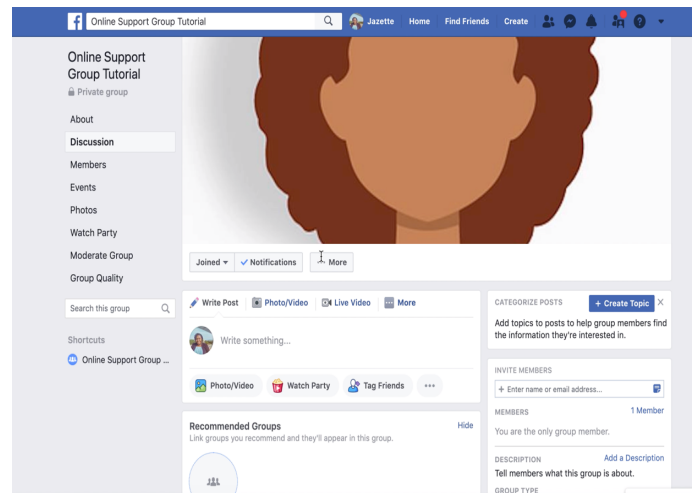 f
Online Support Group Tutorial
Jazette
Home
Find Friends
Create
Online Support
Group Tutorial
Private group
About
Discussion
Members
Events
Photos
Watch Party
Moderate Group
Group Quality
Search this group
Shortcuts
Online Support Group ...
Joined
Notifications
More
Write Post
Photo/Video
Live Video
More
Write something...
Photo/Video
Watch Party
Tag Friends
Recommended Groups
Hide
Link groups you recommend and they'll appear in this group.
CATEGORIZE POSTS
+ Create Topic
Add topics to posts to help group members find
the information they're interested in.
INVITE MEMBERS
+ Enter name or email address...
MEMBERS
1 Member
You are the only group member.
DESCRIPTION
Add a Description
Tell members what this group is about.
GROUP TYPE